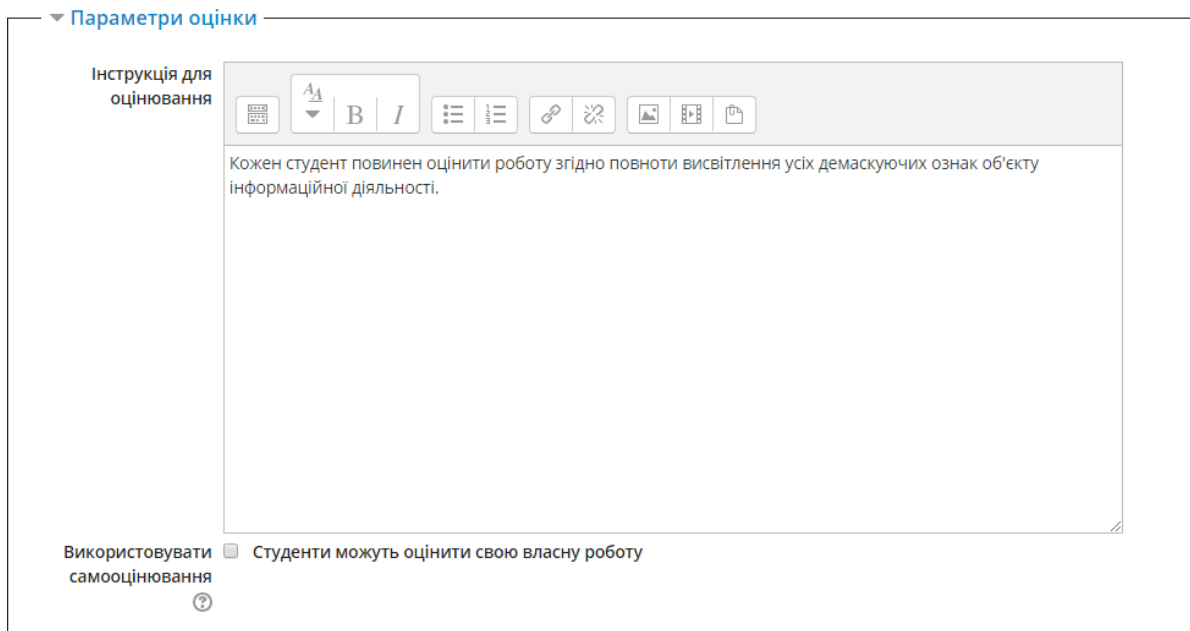 Параметри оцінки
Інструкція для
оцінювання
Кожен студент повинен оцінити роботу згідно повноти висвітлення усіх демаскуючих ознак об'єкту
інформаційної діяльності.
Використовувати
самооцінювання
Студенти можуть оцінити свою власну роботу